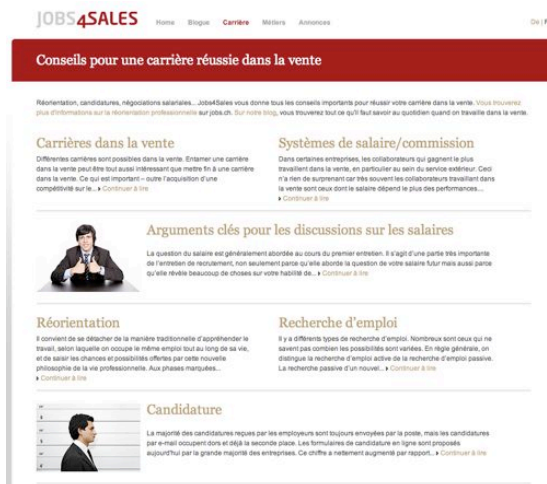 JOBS4SALES Home Blogue Carrière Métiers Annonces De |
Conseils pour une carrière réussie dans la vente
Réorientation, candidatures, négociations salariales... Jobs4Sales vous donne tous les conseils importants pour réussir votre carrière dans la vente. Vous trouverez
plus d'informations sur la réorientation professionnelle sur jobs.ch. Sur notre blog, vous trouverez tout ce qu'il faut savoir au quotidien quand on travaille dans la vente.
Carrières dans la vente
Différentes carrières sont possibles dans la vente. Entamer une carrière
dans la vente peut être tout aussi intéressant que mettre fin à une carrière
dans la vente. Ce qui est important – outre l'acquisition d'une
compétitivité sur le... Continuer à lire
Systèmes de salaire/commission
Dans certaines entreprises, les collaborateurs qui gagnent le plus
travaillent dans la vente, en particulier au sein du service extérieur. Ceci
n'a rien de surprenant car très souvent les collaborateurs travaillant dans
la vente sont ceux dont le salaire dépend le plus des performances....
Continuer à lire
Arguments clés pour les discussions sur les salaires
La question du salaire est généralement abordée au cours du premier entretien. Il s'agit d'une partie très importante
de l'entretien de recrutement, non seulement parce qu'elle aborde la question de votre salaire futur mais aussi parce
qu'elle révèle beaucoup de choses sur votre habilité de... Continuer à lire
Réorientation
Il convient de se détacher de la manière traditionnelle d'appréhender le
travail, selon laquelle on occupe le même emploi tout au long de sa vie,
et de saisir les chances et possibilités offertes par cette nouvelle
philosophie de la vie professionnelle. Aux phases marquées...
Continuer à lire
Recherche d'emploi
Il y a différents types de recherche d'emploi. Nombreux sont ceux qui ne
savent pas combien les possibilités sont variées. En règle générale, on
distingue la recherche d'emploi active de la recherche d'emploi passive.
La recherche passive d'un nouvel... Continuer à lire
Candidature
La majorité des candidatures reçues par les employeurs sont toujours envoyées par la poste, mais les candidatures
par e-mail occupent dors et déjà la seconde place. Les formulaires de candidature en ligne sont proposés
aujourd'hui par la grande majorité des entreprises. Ce chiffre a nettement augmenté par rapport... Continuer à lire